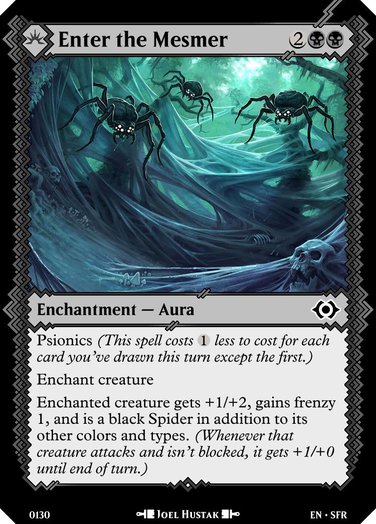 Enter the Mesmer 2
Enchantment — Aura
Psionics (This spell costs 1 less to cost for each
card you've drawn this turn except the first.)
Enchant creature
Enchanted creature gets +1/+2, gains frenzy
1, and is a black Spider in addition to its
other colors and types. (Whenever that
creature attacks and isn't blocked, it gets +1/+0
until end of turn.)
0130 Joel Hustak EN • SFR